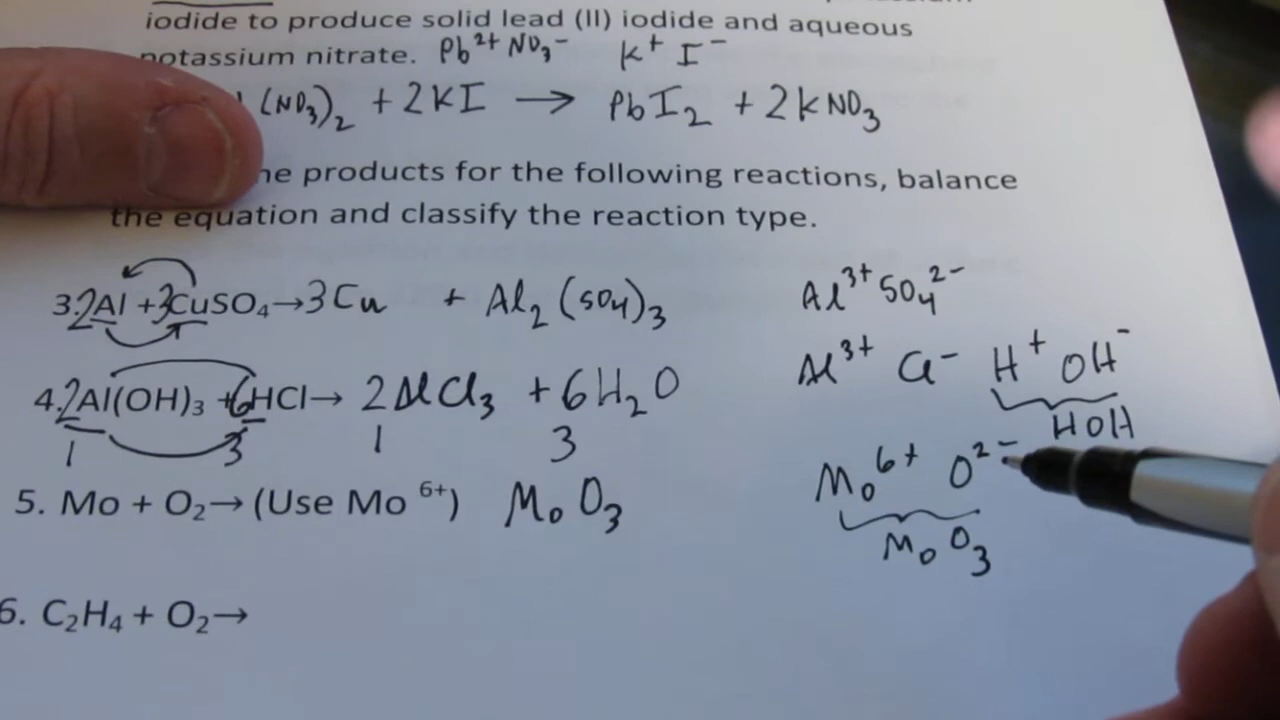 iodide to produce solid lead (II) iodide and aqueous
potassium nitrate. Pb²⁺ NO₃⁻ K⁺ I⁻
(NO₃)₂ + 2KI → PbI₂ + 2KNO₃
products for the following reactions, balance
the equation and classify the reaction type.
3. 2Al + 3CuSO₄→ 3Cu + Al₂(SO₄)₃ Al³⁺ SO₄²⁻
4. 2Al(OH)₃ + 6HCl→ 2AlCl₃ + 6H₂O Al³⁺ Cl⁻ H⁺ OH⁻
1 3 1 3 HOH
5. Mo + O₂→ (Use Mo ⁶⁺) MoO₃ Mo⁶⁺ O²⁻
MoO₃
6. C₂H₄ + O₂→